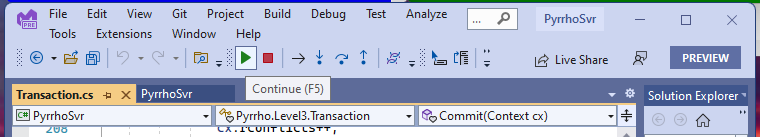 File Edit View Git Project Build Debug Test Analyze ...
PRE
Tools Extensions Window Help
PyrrhoSvr
Live Share
PREVIEW
Continue (F5)
Transaction.cs PyrrhoSvr
Solution Explorer
C# PyrrhoSvr Pyrrho.Level3.Transaction Commit(Context cx)
208 cx.rConflicts++;